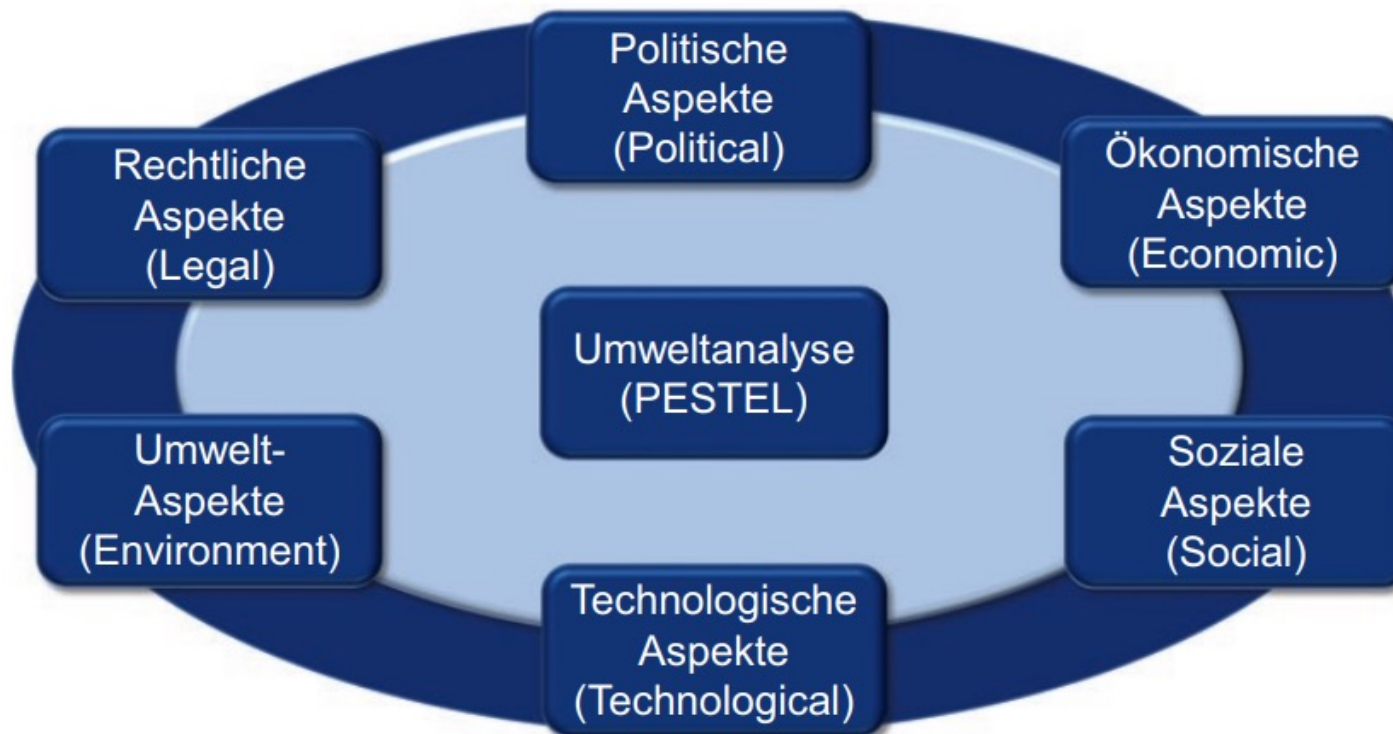 Politische
Aspekte
(Political)
Rechtliche
Aspekte
(Legal)
Ökonomische
Aspekte
(Economic)
Umweltanalyse
(PESTEL)
Umwelt-
Aspekte
(Environment)
Soziale
Aspekte
(Social)
Technologische
Aspekte
(Technological)